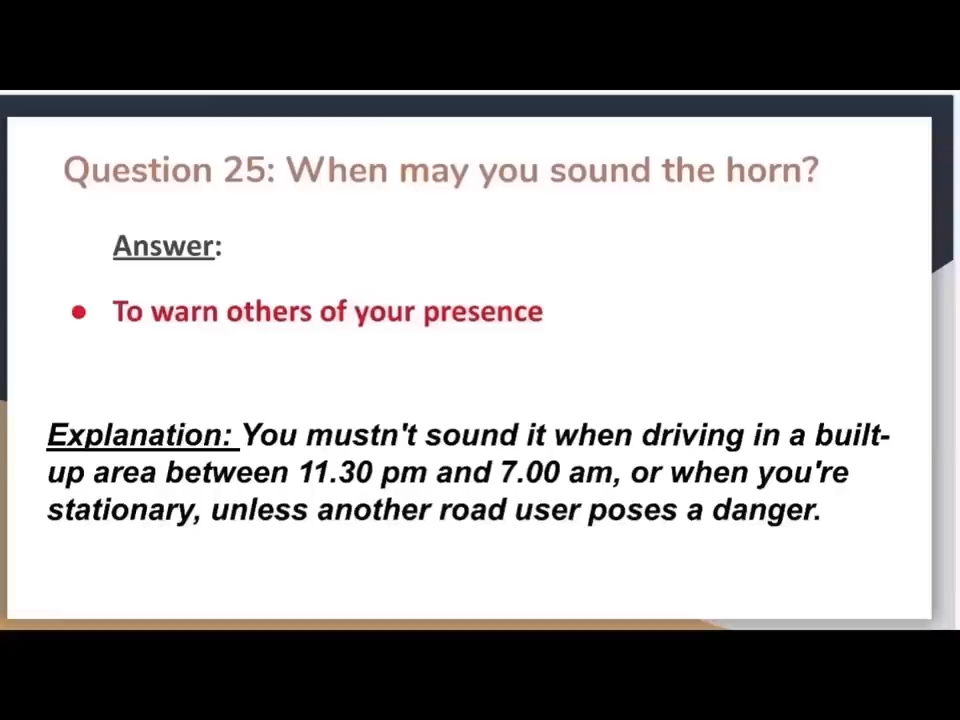 Question 25: When may you sound the horn?
Answer:
● To warn others of your presence
Explanation: You mustn't sound it when driving in a built-
up area between 11.30 pm and 7.00 am, or when you're
stationary, unless another road user poses a danger.